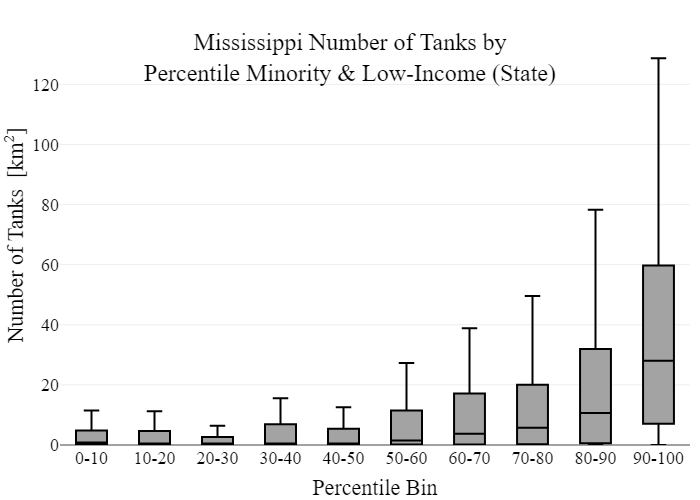 Mississippi Number of Tanks by
Percentile Minority & Low-Income (State)
Number of Tanks [km²]
120
100
80
60
40
20
0
0-10 10-20 20-30 30-40 40-50 50-60 60-70 70-80 80-90 90-100
Percentile Bin